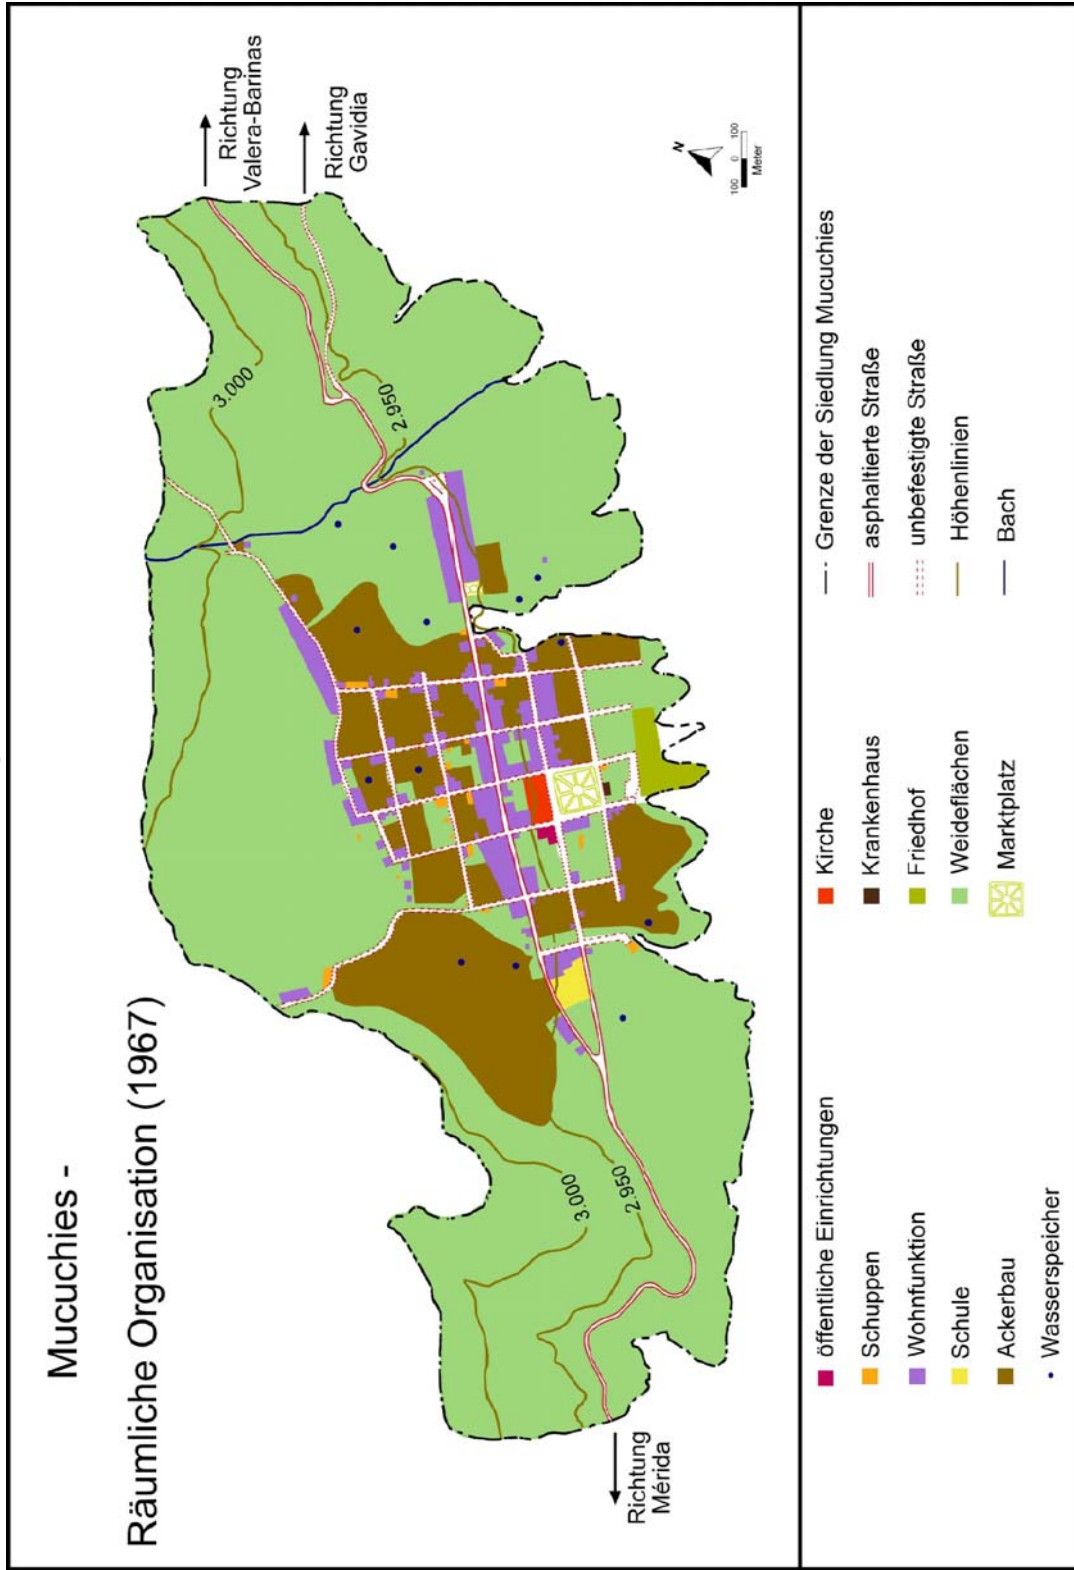 Mucuchies -
Räumliche Organisation (1967)
Richtung
Valera-Barinas
Richtung
Gavidia
3.000
2.950
3.000
2.950
Richtung
Mérida
N
100 0 100
Meter
öffentliche Einrichtungen
Schuppen
Wohnfunktion
Schule
Ackerbau
Wasserspeicher
Kirche
Krankenhaus
Friedhof
Weideflächen
Marktplatz
Grenze der Siedlung Mucuchies
asphaltierte Straße
unbefestigte Straße
Höhenlinien
Bach